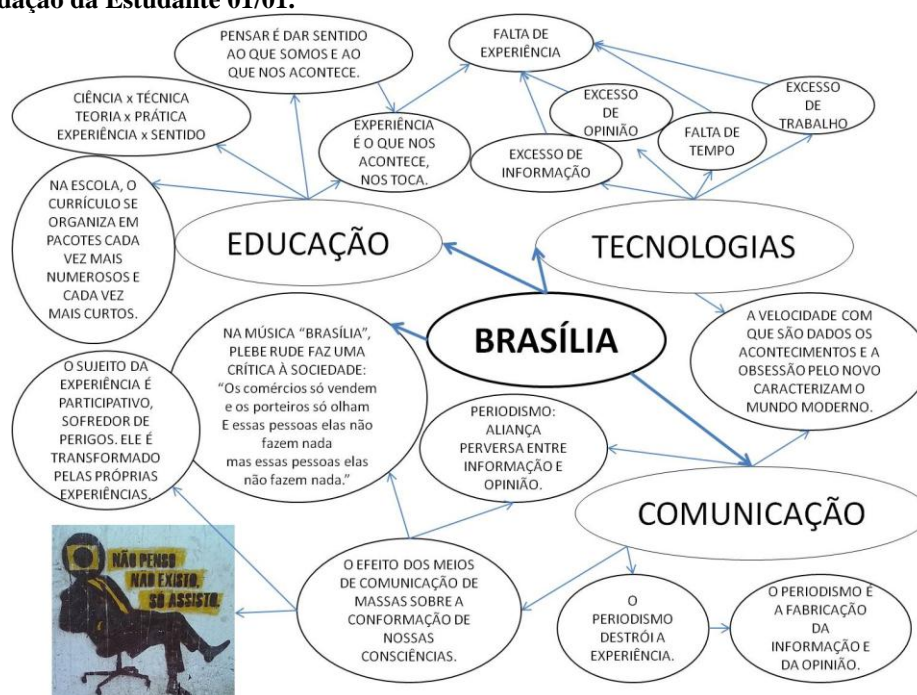 dação da Estudante 01/01.
PENSAR É DAR SENTIDO
AO QUE SOMOS E AO
QUE NOS ACONTECE.
FALTA DE
EXPERIÊNCIA
CIÊNCIA x TÉCNICA
TEORIA x PRÁTICA
EXPERIÊNCIA x SENTIDO
EXPERIÊNCIA
É O QUE NOS
ACONTECE,
NOS TOCA.
EXCESSO DE
INFORMAÇÃO
EXCESSO
DE
OPINIÃO
FALTA DE
TEMPO
EXCESSO
DE
TRABALHO
NA ESCOLA, O
CURRÍCULO SE
ORGANIZA EM
PACOTES CADA
VEZ MAIS
NUMEROSOS E
CADA VEZ
MAIS CURTOS.
EDUCAÇÃO
TECNOLOGIAS
BRASÍLIA
NA MÚSICA “BRASÍLIA”,
PLEBE RUDE FAZ UMA
CRÍTICA À SOCIEDADE:
“Os comércios só vendem
e os porteiros só olham
E essas pessoas elas não
fazem nada
mas essas pessoas elas
não fazem nada.”
A VELOCIDADE COM
QUE SÃO DADOS OS
ACONTECIMENTOS E A
OBSESSÃO PELO NOVO
CARACTERIZAM O
MUNDO MODERNO.
O SUJEITO DA
EXPERIÊNCIA É
PARTICIPATIVO,
SOFREDOR DE
PERIGOS. ELE É
TRANSFORMADO
PELAS PRÓPRIAS
EXPERIÊNCIAS.
PERIODISMO:
ALIANÇA
PERVERSA ENTRE
INFORMAÇÃO E
OPINIÃO.
COMUNICAÇÃO
NÃO PENSO
NÃO EXISTO,
SÓ ASSISTO.
O EFEITO DOS MEIOS
DE COMUNICAÇÃO DE
MASSAS SOBRE A
CONFORMAÇÃO DE
NOSSAS
CONSCIÊNCIAS.
O
PERIODISMO
DESTRÓI A
EXPERIÊNCIA.
O PERIODISMO É
A FABRICAÇÃO
DA
INFORMAÇÃO E
DA OPINIÃO.